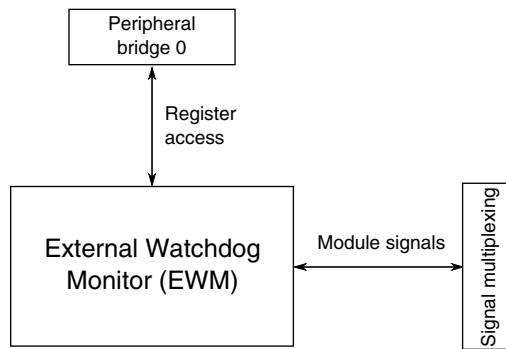 Peripheral
bridge 0
Register
access
External Watchdog
Monitor (EWM)
Module signals
Signal multiplexing